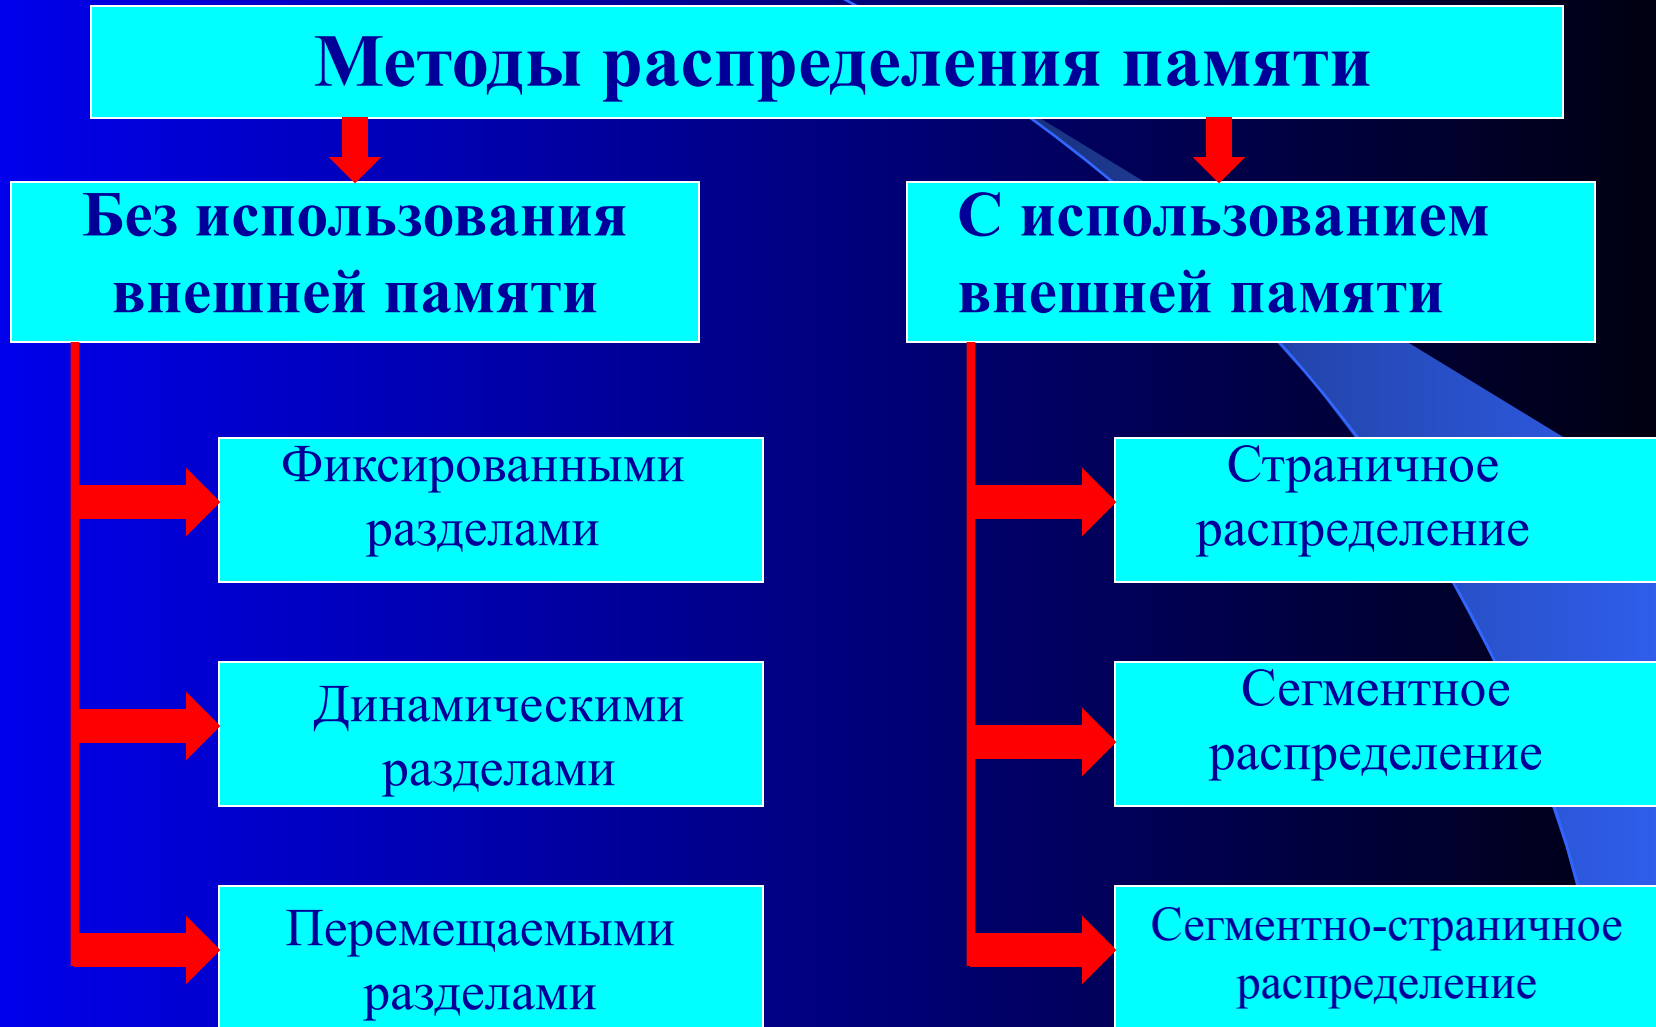 Методы распределения памяти
Без использования
внешней памяти
С использованием
внешней памяти
Фиксированными
разделами
Динамическими
разделами
Перемещаемыми
разделами
Страничное
распределение
Сегментное
распределение
Сегментно-страничное
распределение